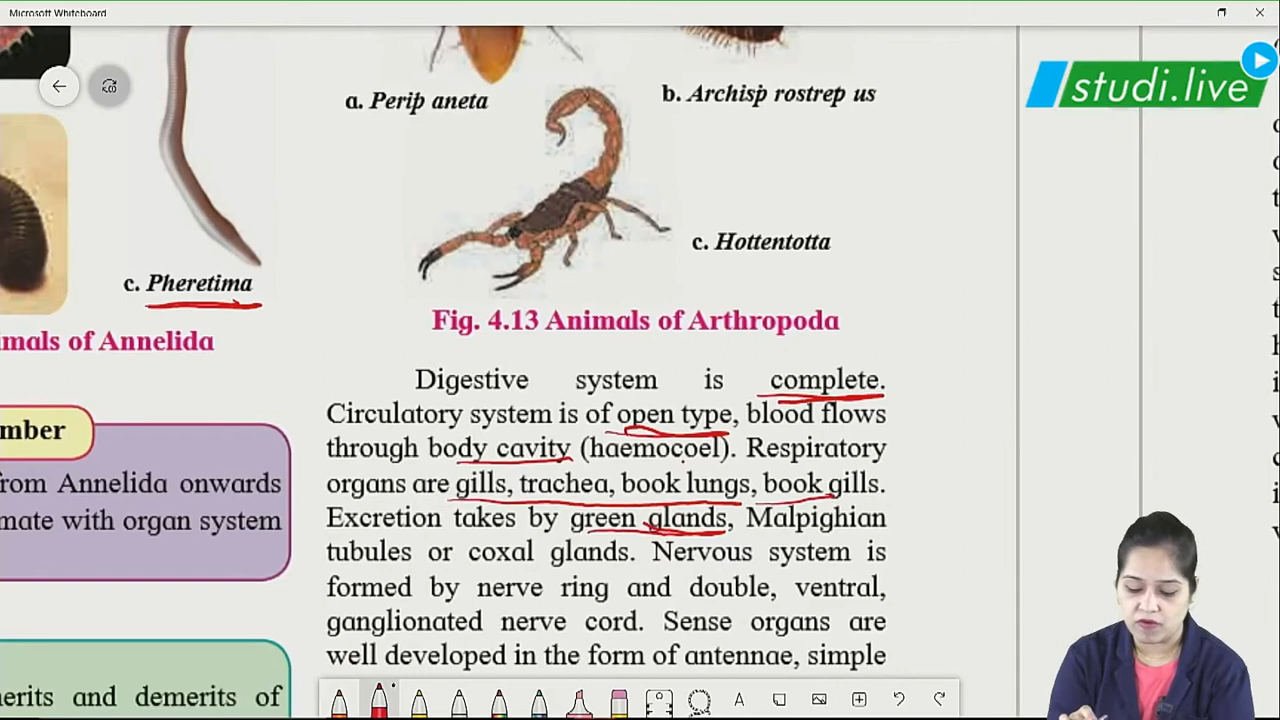 Microsoft Whiteboard
studi.live
a. Perip aneta
b. Archisp rostrep us
c. Hottentotta
c. Pheretima
Fig. 4.13 Animals of Arthropoda
mals of Annelida
Digestive system is complete.
Circulatory system is of open type, blood flows
through body cavity (haemocoel). Respiratory
organs are gills, trachea, book lungs, book gills.
Excretion takes by green glands, Malpighian
tubules or coxal glands. Nervous system is
formed by nerve ring and double, ventral,
ganglionated nerve cord. Sense organs are
well developed in the form of antennae, simple
mber
from Annelida onwards
mate with organ system
erits and demerits of